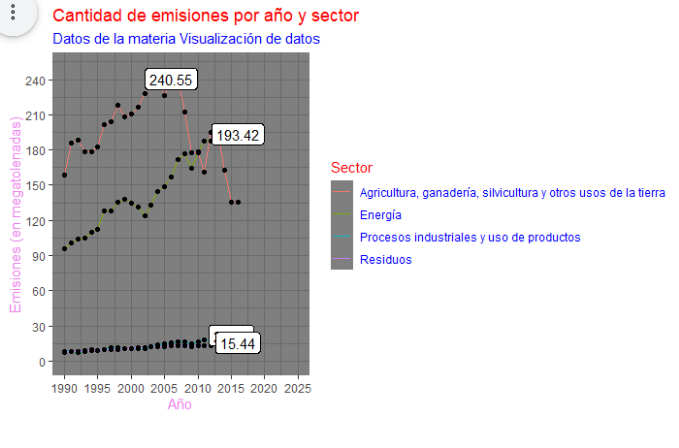 Cantidad de emisiones por año y sector
Datos de la materia Visualización de datos
Emisiones (en megatolenadas)
240
210
180
150
120
90
60
30
0
240.55
193.42
15.44
1990 1995 2000 2005 2010 2015 2020 2025
Año
Sector
Agricultura, ganadería, silvicultura y otros usos de la tierra
Energía
Procesos industriales y uso de productos
Residuos